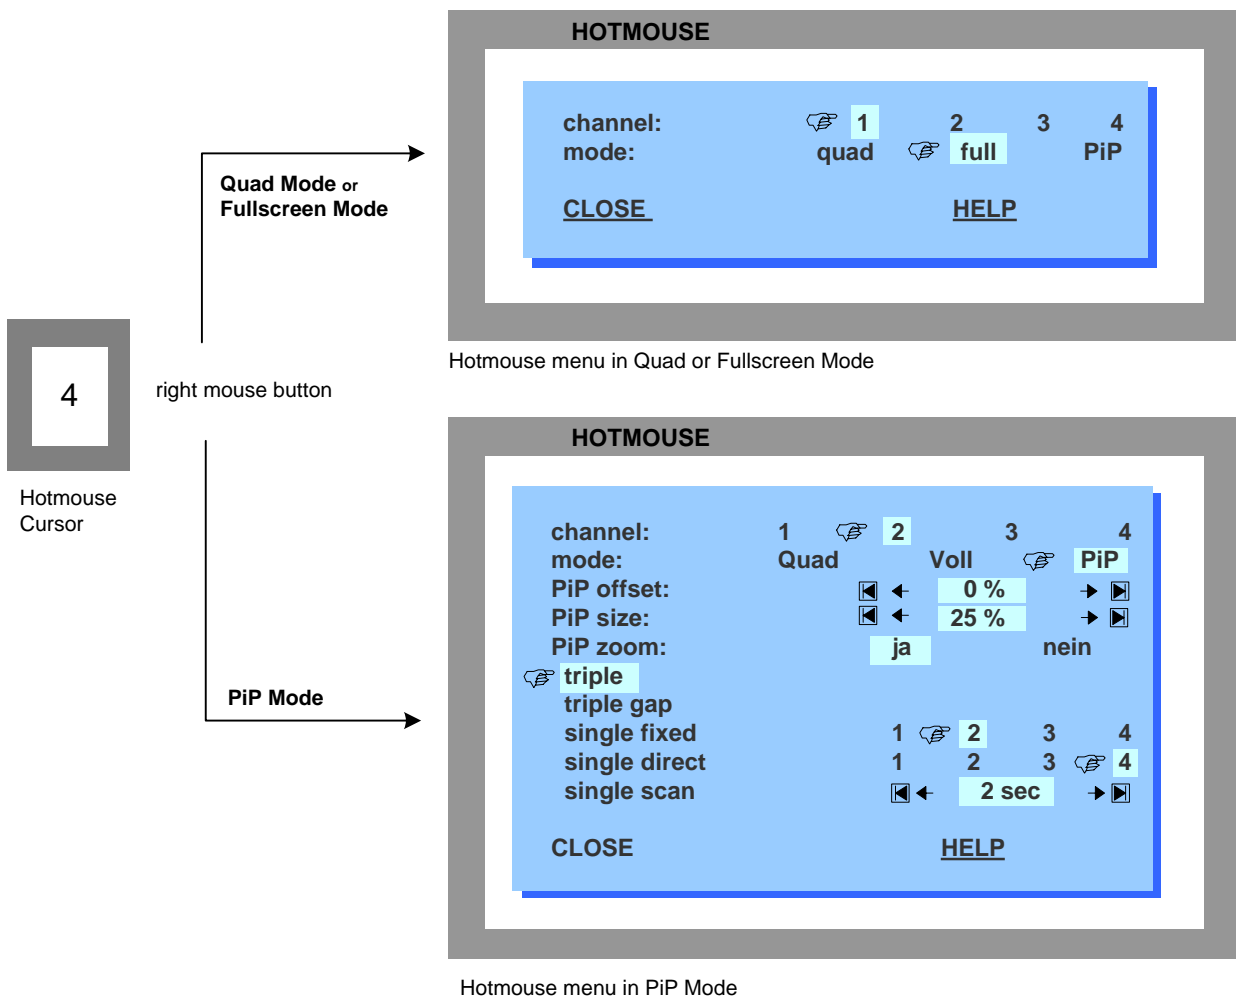 HOTMOUSE
channel: 1 2 3 4
mode: quad full PiP
CLOSE HELP
Quad Mode or
Fullscreen Mode
Hotmouse menu in Quad or Fullscreen Mode
4
right mouse button
Hotmouse
Cursor
HOTMOUSE
channel: 1 2 3 4
mode: Quad Voll PiP
PiP offset: 0 %
PiP size: 25 %
PiP zoom: ja nein
triple
triple gap
single fixed 1 2 3 4
single direct 1 2 3 4
single scan 2 sec
CLOSE HELP
PiP Mode
Hotmouse menu in PiP Mode